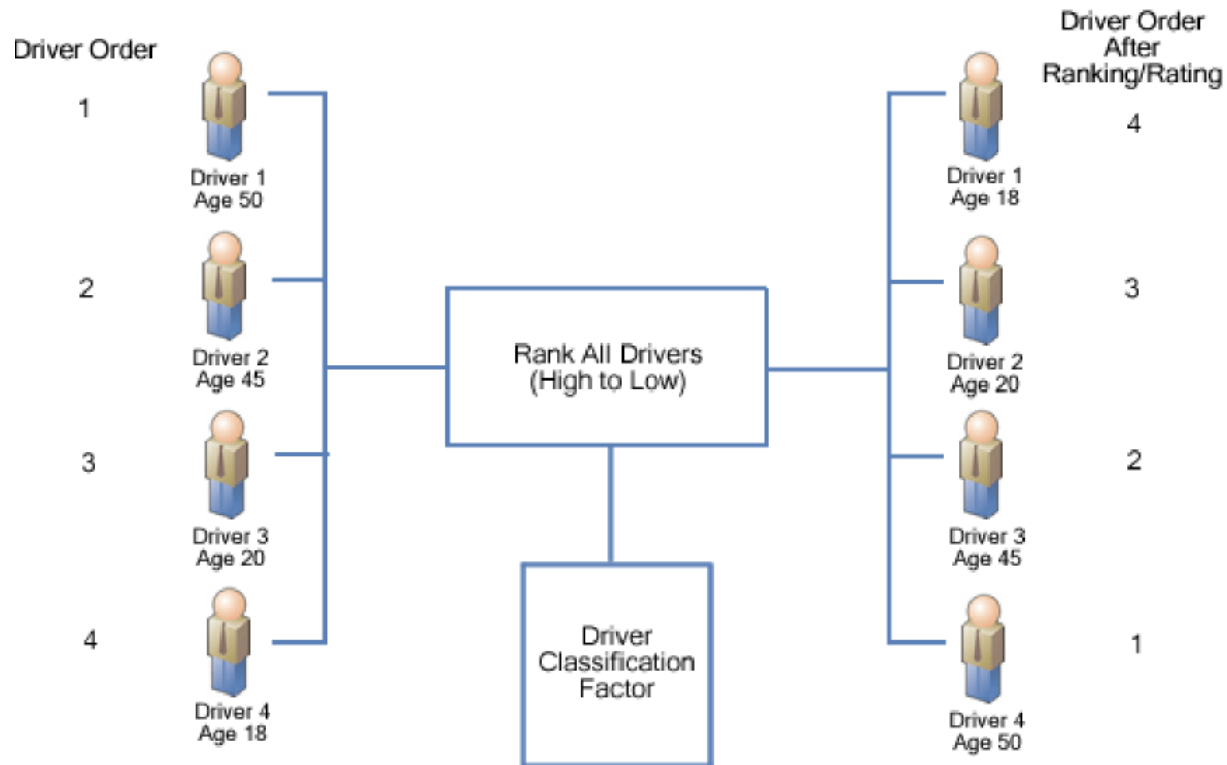 Driver Order
1
Driver 1
Age 50
2
Driver 2
Age 45
3
Driver 3
Age 20
4
Driver 4
Age 18
Rank All Drivers
(High to Low)
Driver
Classification
Factor
Driver Order
After
Ranking/Rating
4
Driver 1
Age 18
3
Driver 2
Age 20
2
Driver 3
Age 45
1
Driver 4
Age 50